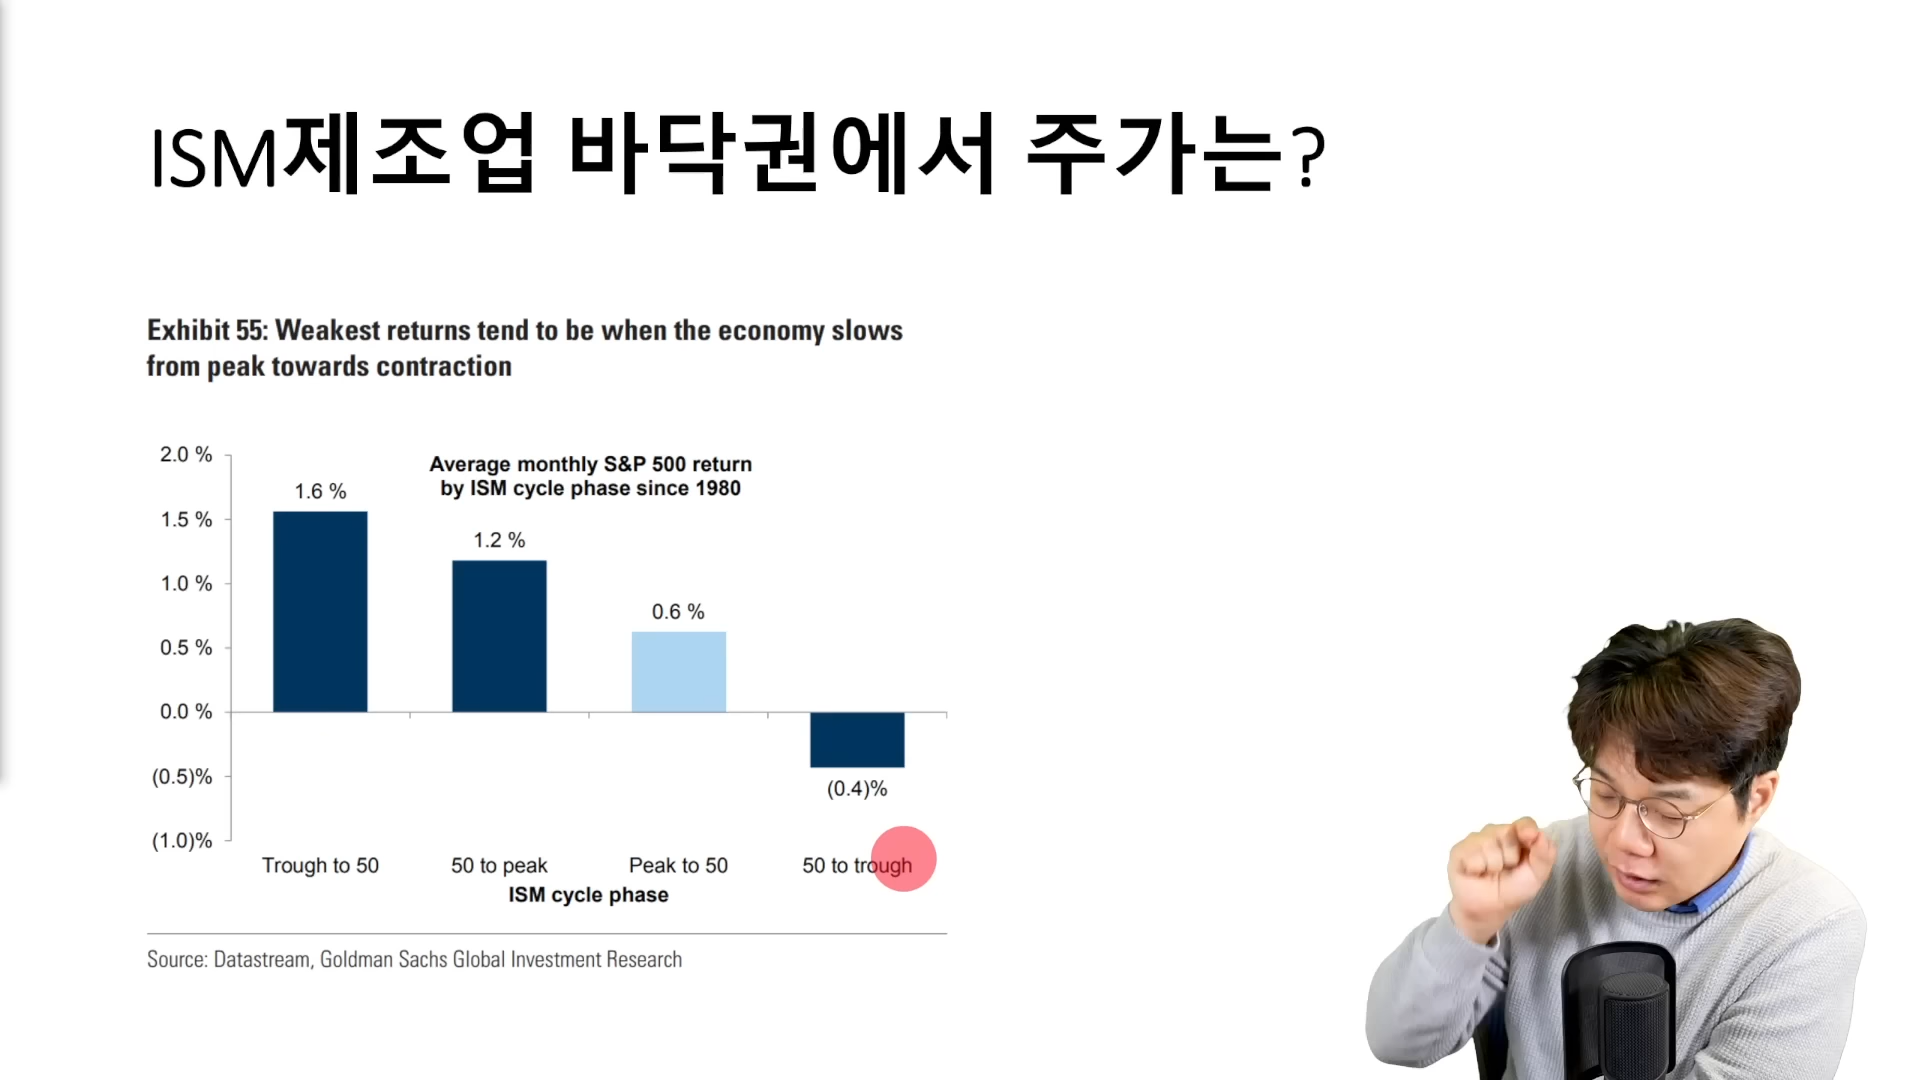 ISM제조업 바닥권에서 주가는?
Exhibit 55: Weakest returns tend to be when the economy slows
from peak towards contraction
Average monthly S&P 500 return
by ISM cycle phase since 1980
2.0 %
1.5 %
1.0 %
0.5 %
0.0 %
(0.5)%
(1.0)%
1.6 %
1.2 %
0.6 %
(0.4)%
Trough to 50
50 to peak
Peak to 50
50 to trough
ISM cycle phase
Source: Datastream, Goldman Sachs Global Investment Research